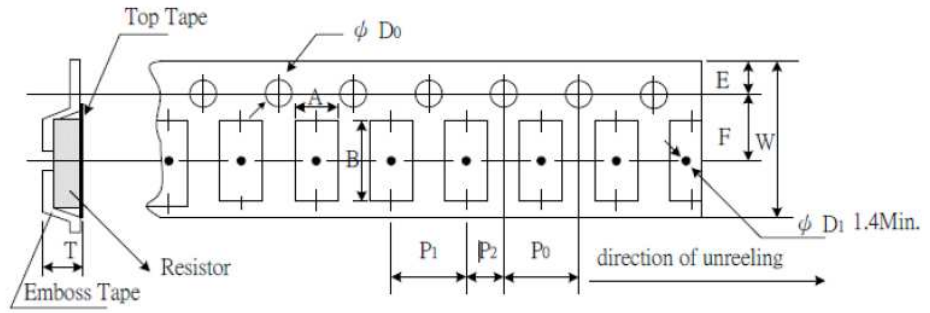 Top Tape
ϕ D0
E
A
F
W
B
ϕ D1 1.4Min.
T
P1
P2
P0
direction of unreeling
Resistor
Emboss Tape